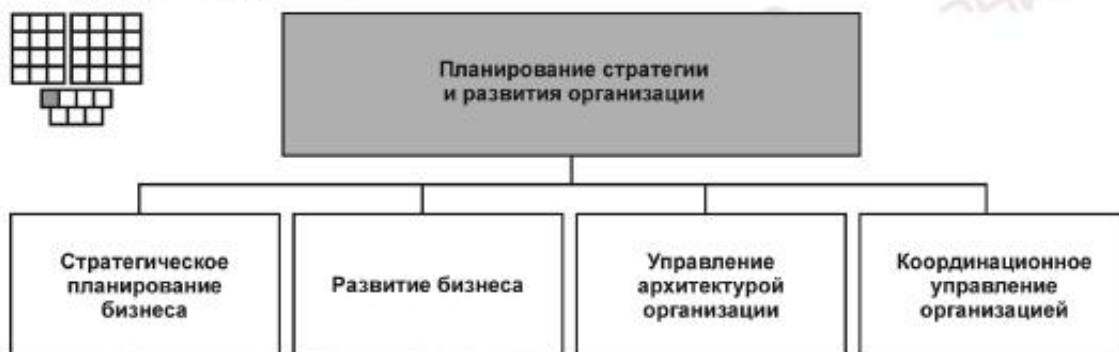 Планирование стратегии
и развития организации
Стратегическое
планирование
бизнеса
Развитие бизнеса
Управление
архитектурой
организации
Координационное
управление
организацией